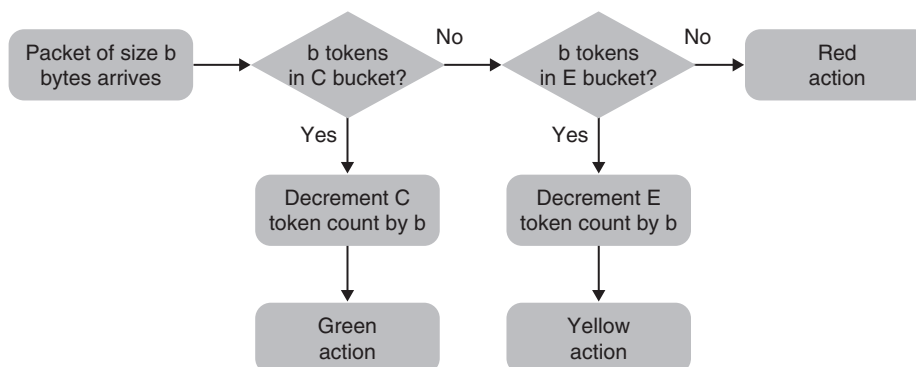 Packet of size b
bytes arrives
b tokens
in C bucket?
No
b tokens
in E bucket?
No
Red
action
Yes
Yes
Decrement C
token count by b
Decrement E
token count by b
Green
action
Yellow
action